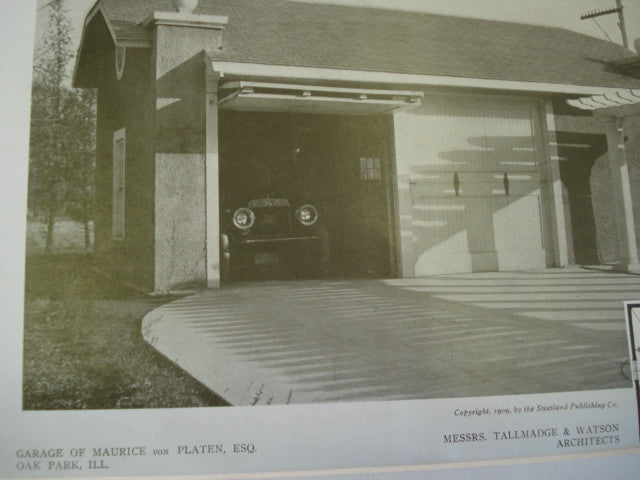 Copyright, 1909, by the Swetland Publishing Co.
GARAGE OF MAURICE VON PLATEN, ESQ.
OAK PARK, ILL.
MESSRS. TALLMADGE & WATSON
ARCHITECTS